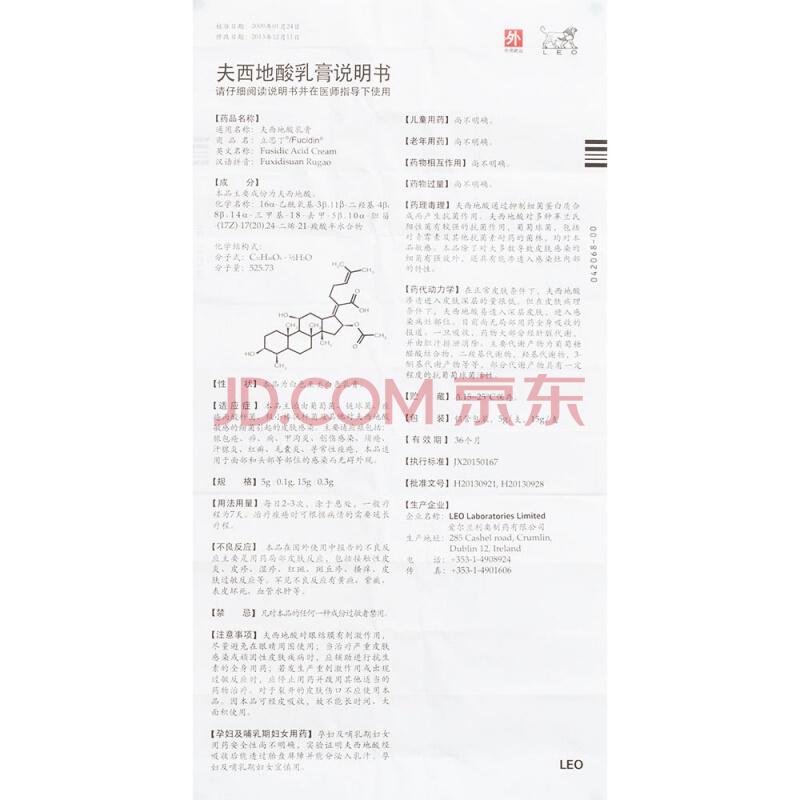 核准日期：2009年01月24日
修改日期：2013年12月11日
外
LEO
夫西地酸乳膏说明书
请仔细阅读说明书并在医师指导下使用
【药品名称】
通用名称：夫西地酸乳膏
商 品 名：立思丁®/Fucidin®
英文名称：Fusidic Acid Cream
汉语拼音：Fuxidisuan Rugao
【成 分】
本品主要成份为夫西地酸。
化学名称：16α-乙酰氧基-3β,11β-二羟基-4β,
8β,14α-三甲基-18-去甲-5β,10α-胆甾
-(17Z)-17(20),24-二烯-21-羧酸半水合物
化学结构式：
分子式：C₃₁H₄₈O₆ · ½H₂O
分子量：525.73
H₃C
CH₃
HO
O
OH
CH₃
CH₃
CH₃
O
CH₃
O
HO
CH₃
【性 状】本品为白色至类白色乳膏。
【适 应 症】本品主治由葡萄菌、链球菌、痤
疮丙酸杆菌、极小棒状杆菌及其他对夫西地酸
敏感的细菌引起的皮肤感染。主要适应症包括：
脓疱疮、疖、痈、甲沟炎、创伤感染、须疮、
汗腺炎、红癣、毛囊炎、寻常性痤疮，本品适
用于面部和头部等部位的感染而无碍外观。
【规 格】5g : 0.1g, 15g : 0.3g
【用法用量】每日2-3次，涂于患处，一般疗
程为7天。治疗痤疮时可根据病情的需要延长
疗程。
【不良反应】本品在国外使用中报告的不良反
应主要是用药局部皮肤反应，包括接触性皮
炎、皮疹、湿疹、红斑、斑丘疹、瘙痒、皮
肤过敏反应等。罕见不良反应有黄疸、紫癜、
表皮坏死、血管水肿等。
【禁 忌】凡对本品的任何一种成份过敏者禁用。
【注意事项】夫西地酸对眼结膜有刺激作用，
尽量避免在眼睛周围使用；当治疗严重皮肤
感染或顽固性皮肤疾病时，应辅助进行抗生
素的全身用药；若发生严重刺激作用或出现
过敏反应时，应停止用药并改用其他适当的
药物治疗。对于裂开的皮肤伤口不应使用本
品。因本品可经皮吸收，故不能长时间、大
面积使用。
【孕妇及哺乳期妇女用药】孕妇及哺乳期妇女
用药安全性尚不明确，实验证明夫西地酸经
吸收后能透过胎盘屏障并能分泌入乳汁，孕
妇及哺乳期妇女宜慎用。
【儿童用药】尚不明确。
【老年用药】尚不明确。
【药物相互作用】尚不明确。
【药物过量】尚不明确。
【药理毒理】夫西地酸通过抑制细菌蛋白质合
成而产生抗菌作用。夫西地酸对多种革兰氏
细性菌有较强的抗菌作用，葡萄球菌，包括
对青霉素及其他抗菌素耐药的菌株，均对本
品敏感。本品除了对大多数导致皮肤感染的
细菌有强效外，还具有能渗透入感染灶内部
的特性。
【药代动力学】在正常皮肤条件下，夫西地酸
渗透进入皮肤深层的量很低。但在皮肤病理
条件下，夫西地酸易透入深层皮肤，进入感
染病灶部位。目前尚无局部用药全身吸收的
报道。一旦吸收，药物大部分经肝脏代谢，
并由胆汁排泄消除。主要代谢产物为葡萄糖
醛酸结合物，二羧基代谢物，羟基代谢物，3-
酮基代谢物等等，部分代谢产物具有一定
程度的抗葡萄球菌活性。
【贮 藏】在15~25℃保存。
【包 装】铝管包装，5g/支，15g/支
【有 效 期】36个月
【执行标准】JX20150167
【批准文号】H20130921, H20130928
【生产企业】
企业名称：LEO Laboratories Limited
爱尔兰利奥制药有限公司
生产地址：285 Cashel road, Crumlin,
Dublin 12, Ireland
电 话：+353-1-4908924
传 真：+353-1-4901606
042068-00
LEO
JD.COM 京东